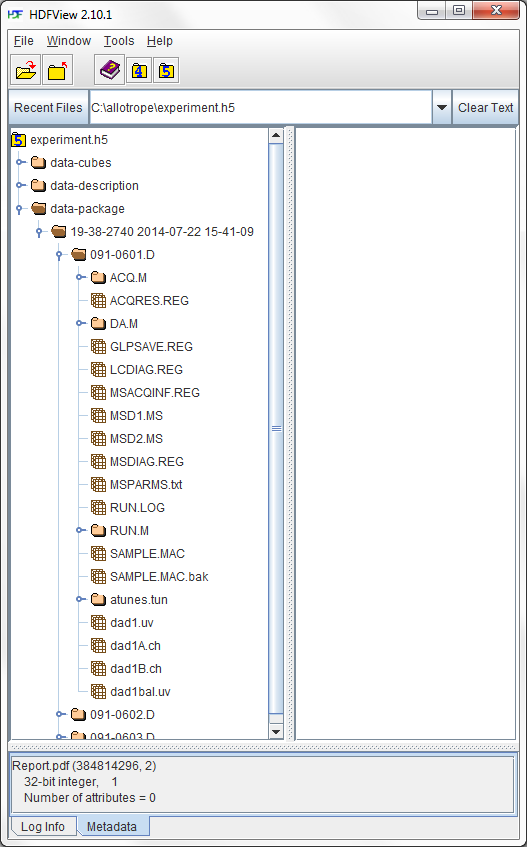 HDF HDFView 2.10.1
File Window Tools Help
? 4 5
Recent Files C:\allotrope\experiment.h5 Clear Text
5 experiment.h5
data-cubes
data-description
data-package
19-38-2740 2014-07-22 15-41-09
091-0601.D
ACQ.M
ACQRES.REG
DA.M
GLPSAVE.REG
LCDIAG.REG
MSACQINF.REG
MSD1.MS
MSD2.MS
MSDIAG.REG
MSPARMS.txt
RUN.LOG
RUN.M
SAMPLE.MAC
SAMPLE.MAC.bak
atunes.tun
dad1.uv
dad1A.ch
dad1B.ch
dad1bal.uv
091-0602.D
091-0603.D
Report.pdf (384814296, 2)
32-bit integer, 1
Number of attributes = 0
Log Info Metadata